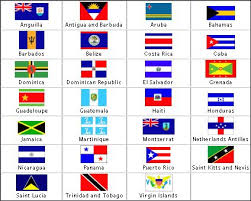 Anguilla Antigua and Barbuda Aruba Bahamas
Barbados Belize Costa Rica Cuba
Dominica Dominican Republic El Salvador Grenada
Guadeloupe Guatemala Haiti Honduras
Jamaica Martinique Montserrat Netherlands Antilles
Nicaragua Panama Puerto Rico Saint Kitts and Nevis
Saint Lucia Trinidad and Tobago Virgin Islands